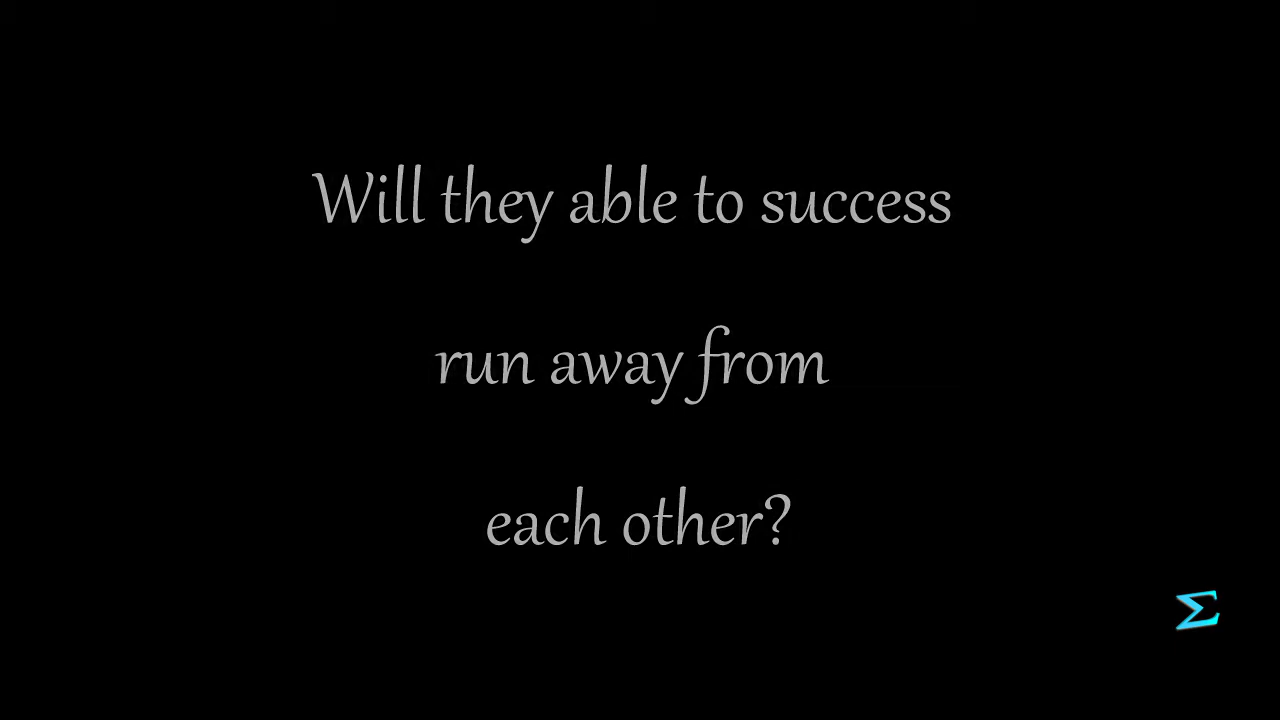 Will they able to success
run away from
each other?
Σ